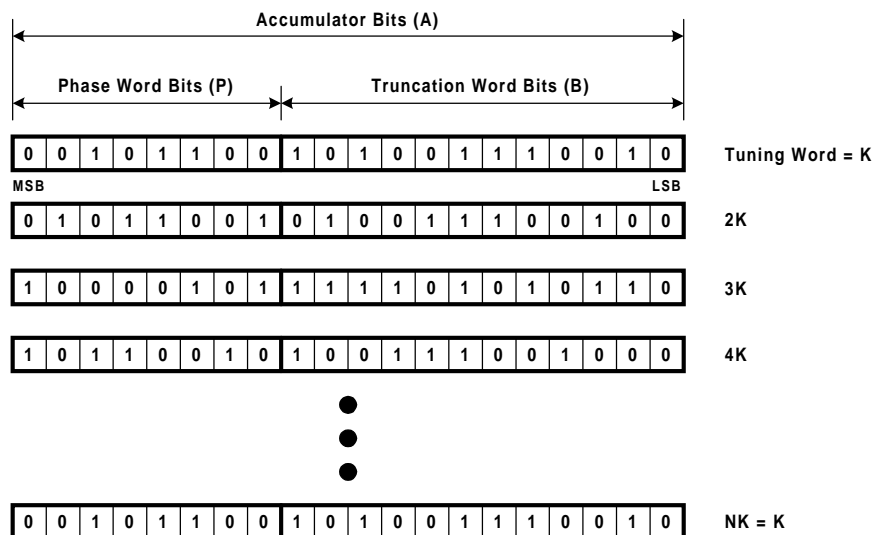 Accumulator Bits (A)
Phase Word Bits (P) Truncation Word Bits (B)
0 0 1 0 1 1 0 0 1 0 1 0 0 1 1 1 0 0 1 0 Tuning Word = K
MSB LSB
0 1 0 1 1 0 0 1 0 1 0 0 1 1 1 0 0 1 0 0 2K
1 0 0 0 0 1 0 1 1 1 1 1 0 1 0 1 0 1 1 0 3K
1 0 1 1 0 0 1 0 1 0 0 1 1 1 0 0 1 0 0 0 4K
0 0 1 0 1 1 0 0 1 0 1 0 0 1 1 1 0 0 1 0 NK = K